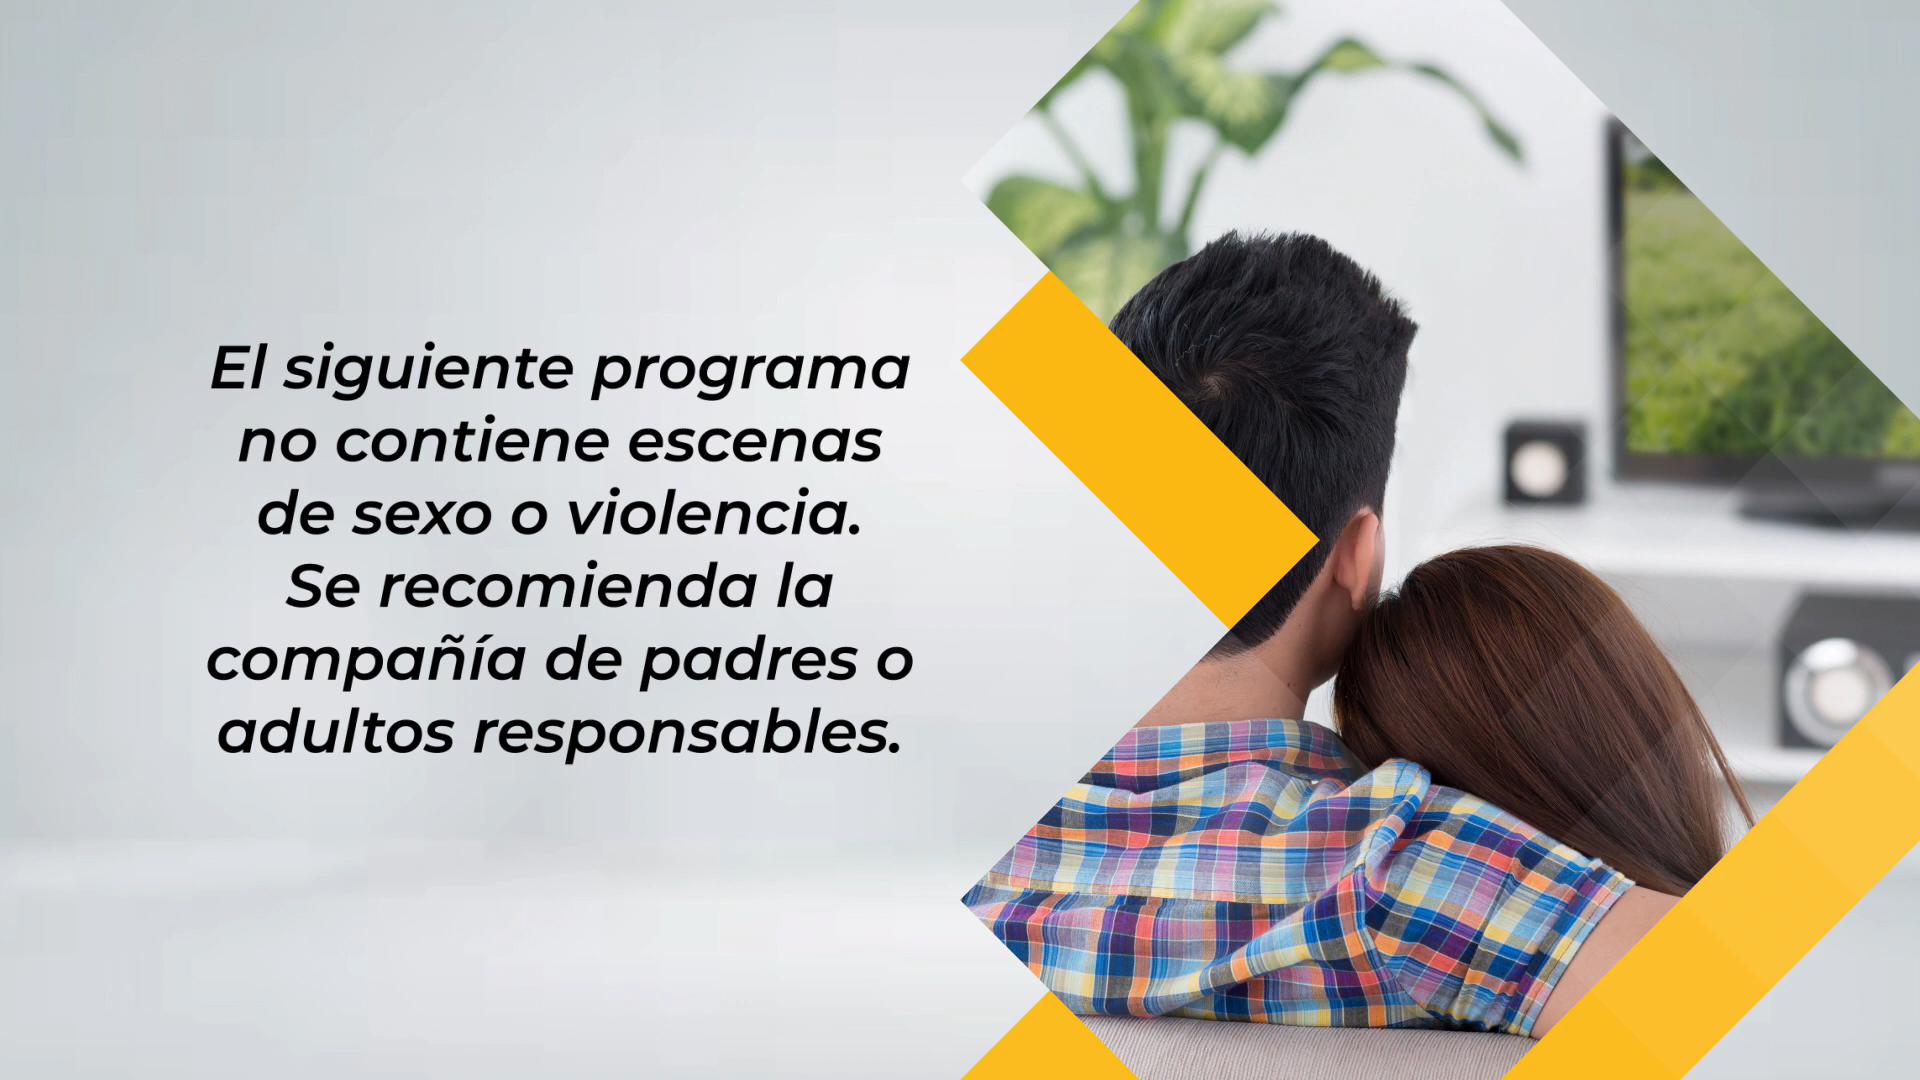 El siguiente programa
no contiene escenas
de sexo o violencia.
Se recomienda la
compañía de padres o
adultos responsables.